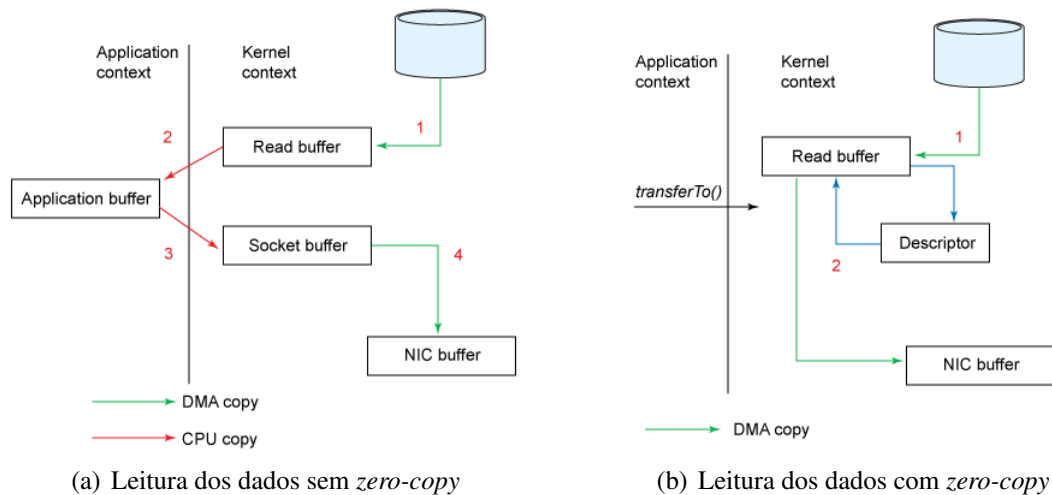 Application
context
Kernel
context
1
2
Read buffer
Application buffer
3
Socket buffer
4
NIC buffer
DMA copy
CPU copy
(a) Leitura dos dados sem zero-copy
Application
context
Kernel
context
1
Read buffer
transferTo()
Descriptor
2
NIC buffer
DMA copy
(b) Leitura dos dados com zero-copy